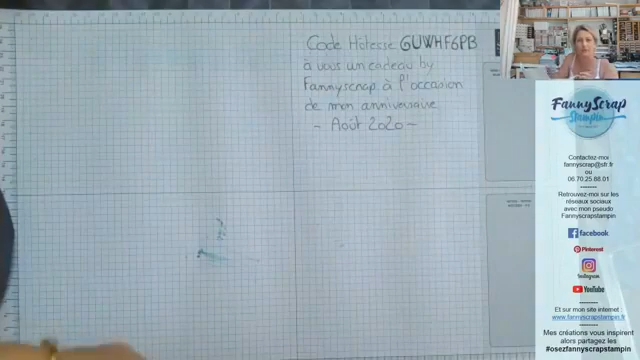 Code Hôtesse GUWHF6PB
à vous un cadeau by
Fannyscrap à l'occasion
de mon anniversaire
- Août 2020 -
FANNYSCRAP
Stampin
Contactez-moi
fannyscrap@sfr.fr
ou
06.70.25.88.01
--------
Retrouvez-moi sur les
réseaux sociaux
avec mon pseudo
Fannyscrapstampin
facebook
Pinterest
Instagram
YouTube
--------
Et sur mon site internet :
www.fannyscrapstampin.fr
--------
Mes créations vous inspirent
alors partagez les
#osezfannyscrapstampin